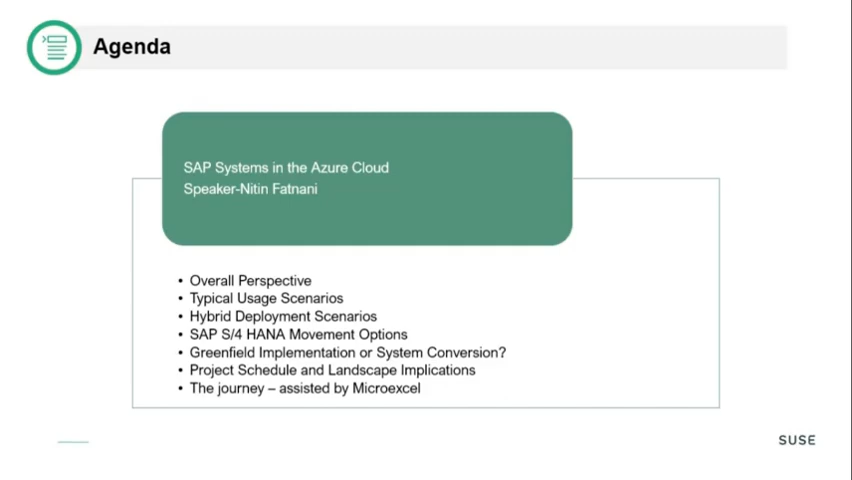 Agenda
SAP Systems in the Azure Cloud
Speaker-Nitin Fatnani
• Overall Perspective
• Typical Usage Scenarios
• Hybrid Deployment Scenarios
• SAP S/4 HANA Movement Options
• Greenfield Implementation or System Conversion?
• Project Schedule and Landscape Implications
• The journey – assisted by Microexcel
SUSE